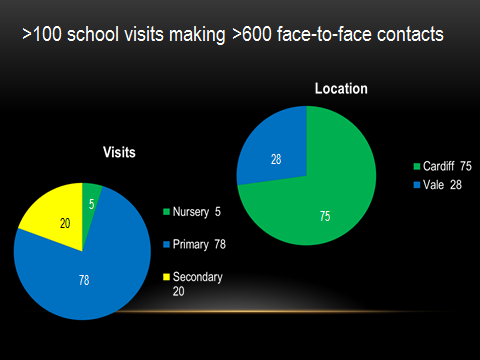 >100 school visits making >600 face-to-face contacts
Location
28
75
Cardiff 75
Vale 28
Visits
5
20
78
Nursery 5
Primary 78
Secondary
20